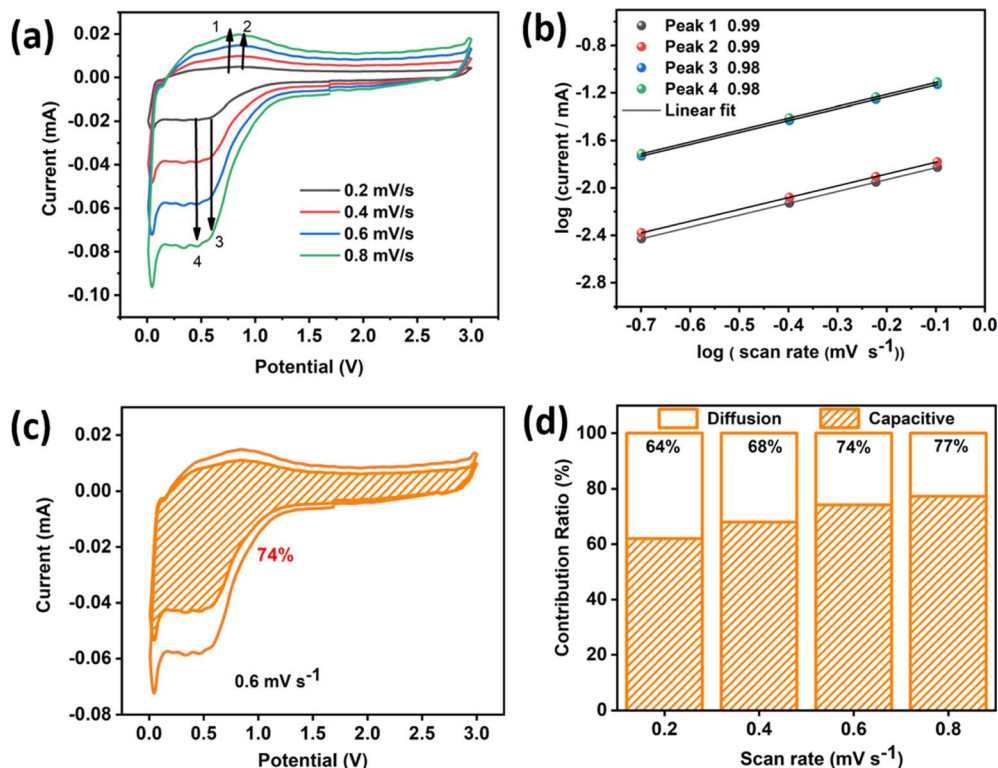 (a)
0.02
0.00
-0.02
-0.04
-0.06
-0.08
-0.10
Current (mA)
1 2
3
4
0.2 mV/s
0.4 mV/s
0.6 mV/s
0.8 mV/s
0.0 0.5 1.0 1.5 2.0 2.5 3.0
Potential (V)
(b)
-0.8
-1.2
-1.6
-2.0
-2.4
-2.8
log (current / mA)
Peak 1 0.99
Peak 2 0.99
Peak 3 0.98
Peak 4 0.98
Linear fit
-0.7 -0.6 -0.5 -0.4 -0.3 -0.2 -0.1 0.0
log ( scan rate (mV s-1))
(c)
0.02
0.00
-0.02
-0.04
-0.06
-0.08
Current (mA)
74%
0.6 mV s-1
0.0 0.5 1.0 1.5 2.0 2.5 3.0
Potential (V)
(d)
Diffusion Capacitive
100
80
60
40
20
0
Contribution Ratio (%)
64% 68% 74% 77%
0.2 0.4 0.6 0.8
Scan rate (mV s-1)